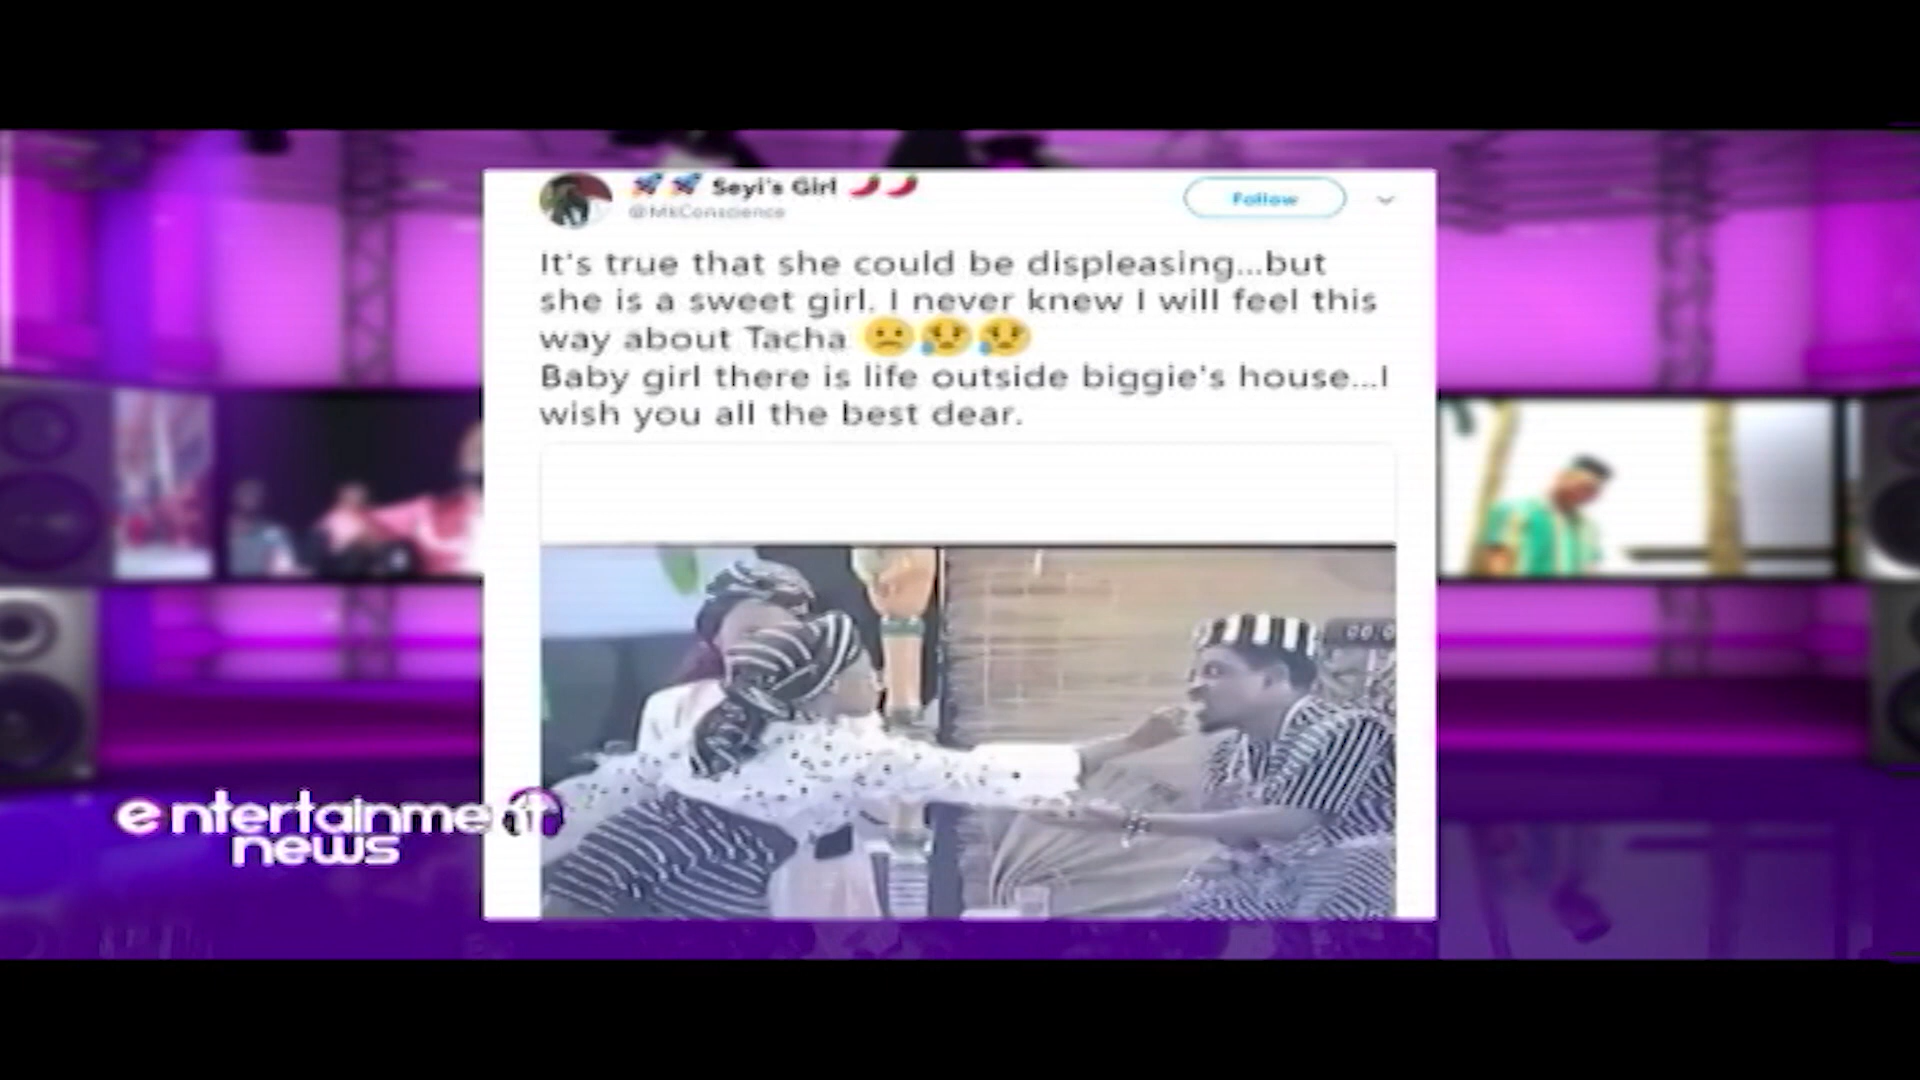 🚀 🚀 Seyi's Girl 🌶️🌶️
@MkConscience
Follow
It's true that she could be displeasing...but
she is a sweet girl. I never knew I will feel this
way about Tacha 🙁😥😥
Baby girl there is life outside biggie's house...I
wish you all the best dear.
entertainment
news